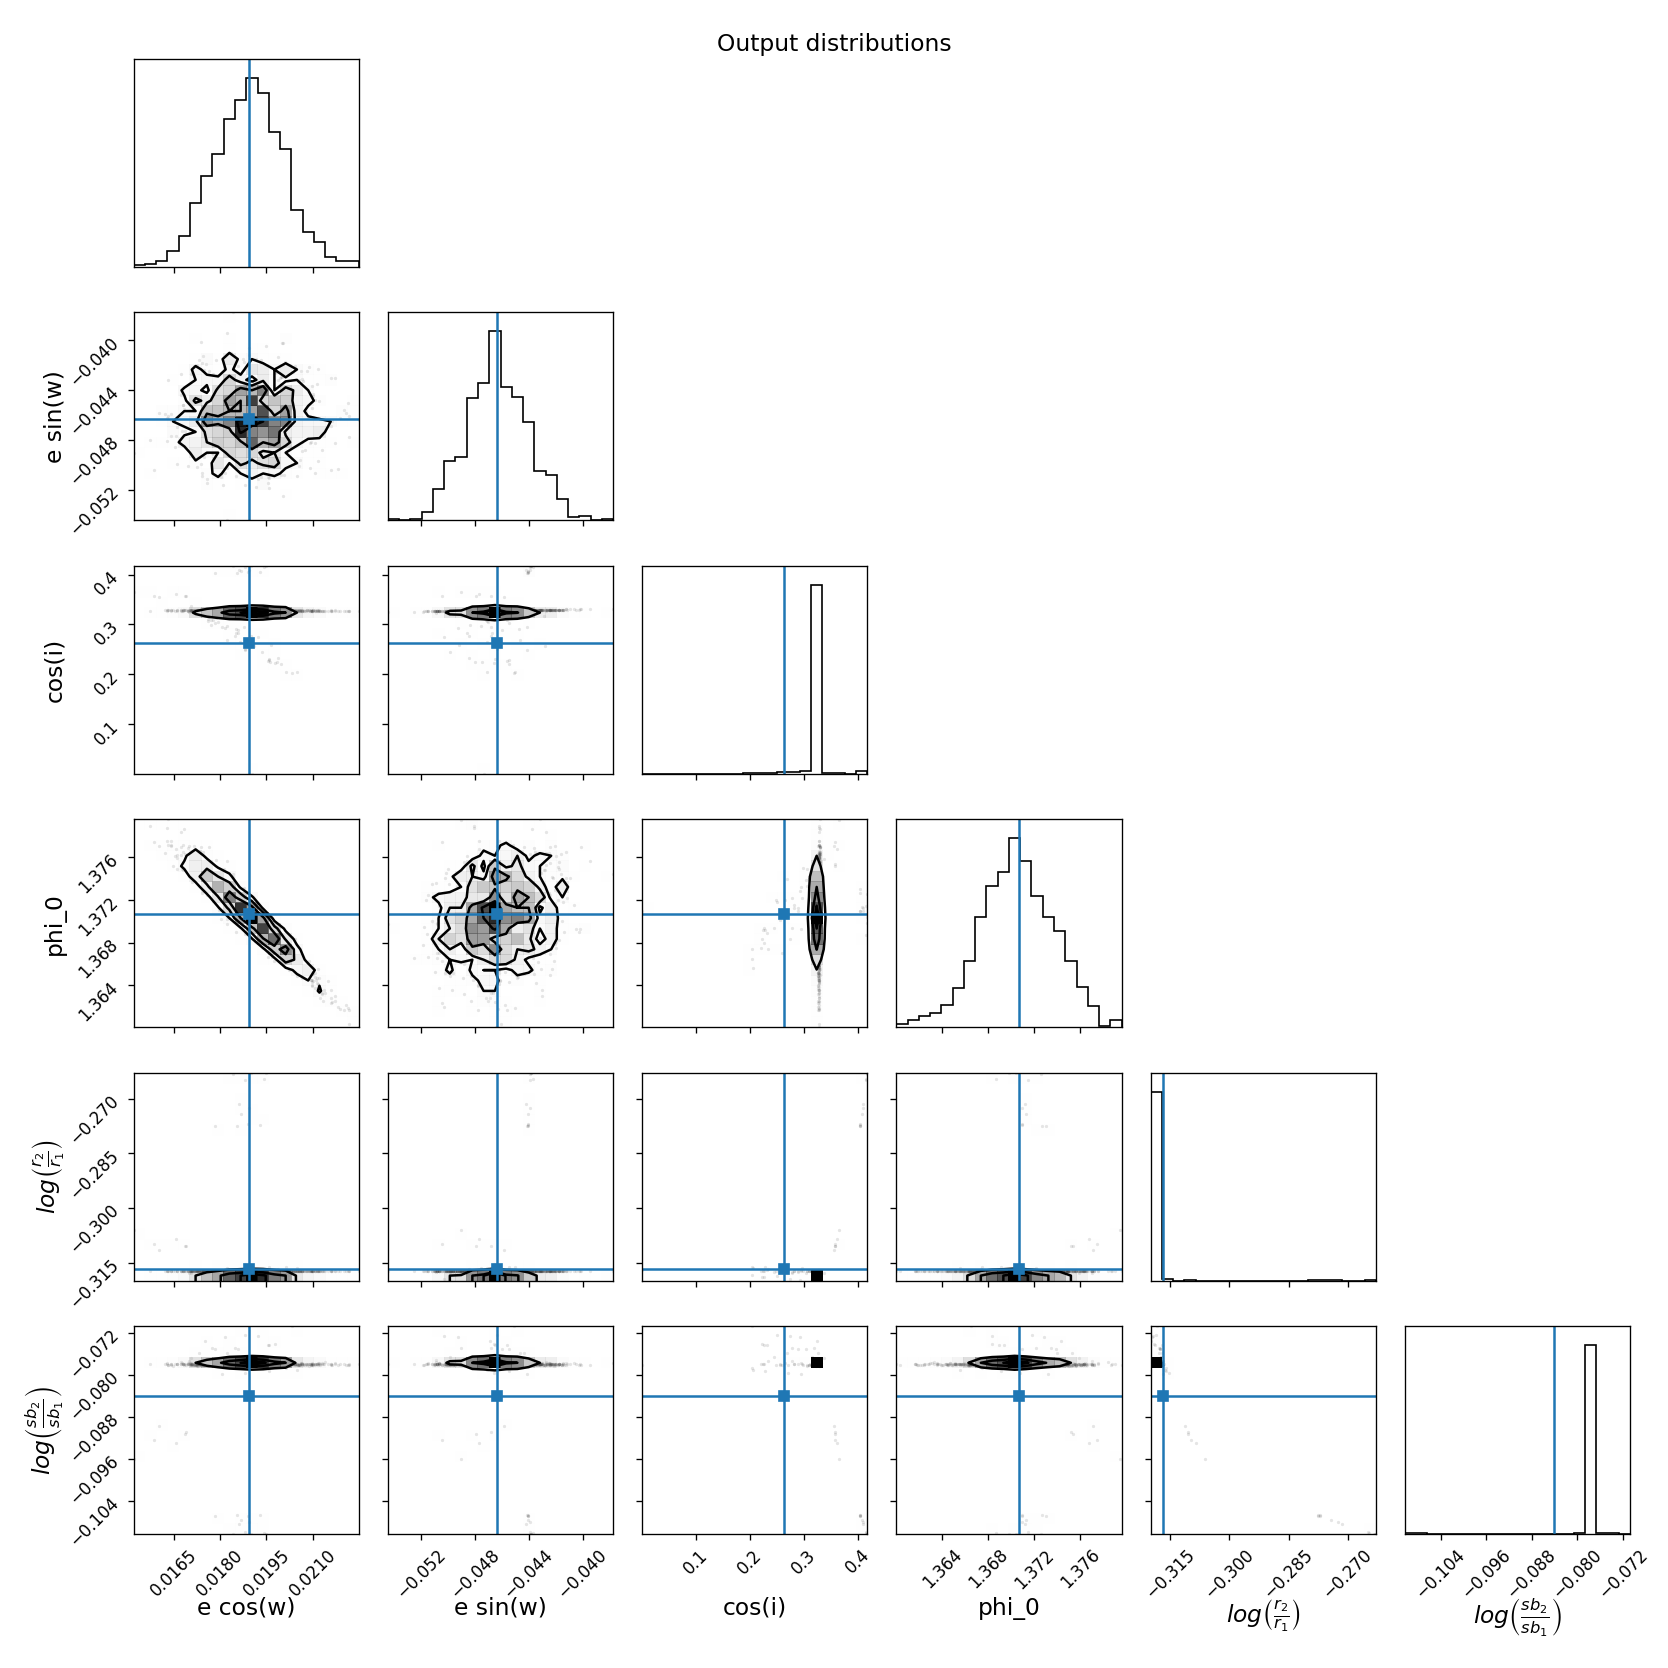 Output distributions
e sin(w)
−0.040
−0.044
−0.048
−0.052
cos(i)
0.4
0.3
0.2
0.1
phi_0
1.376
1.372
1.368
1.364
log(r₂/r₁)
−0.270
−0.285
−0.300
−0.315
log(sb₂/sb₁)
−0.072
−0.080
−0.088
−0.096
−0.104
0.0165 0.0180 0.0195 0.0210
−0.052 −0.048 −0.044 −0.040
0.1 0.2 0.3 0.4
1.364 1.368 1.372 1.376
−0.315 −0.300 −0.285 −0.270
−0.104 −0.096 −0.088 −0.080 −0.072
e cos(w)
e sin(w)
cos(i)
phi_0
log(r₂/r₁)
log(sb₂/sb₁)